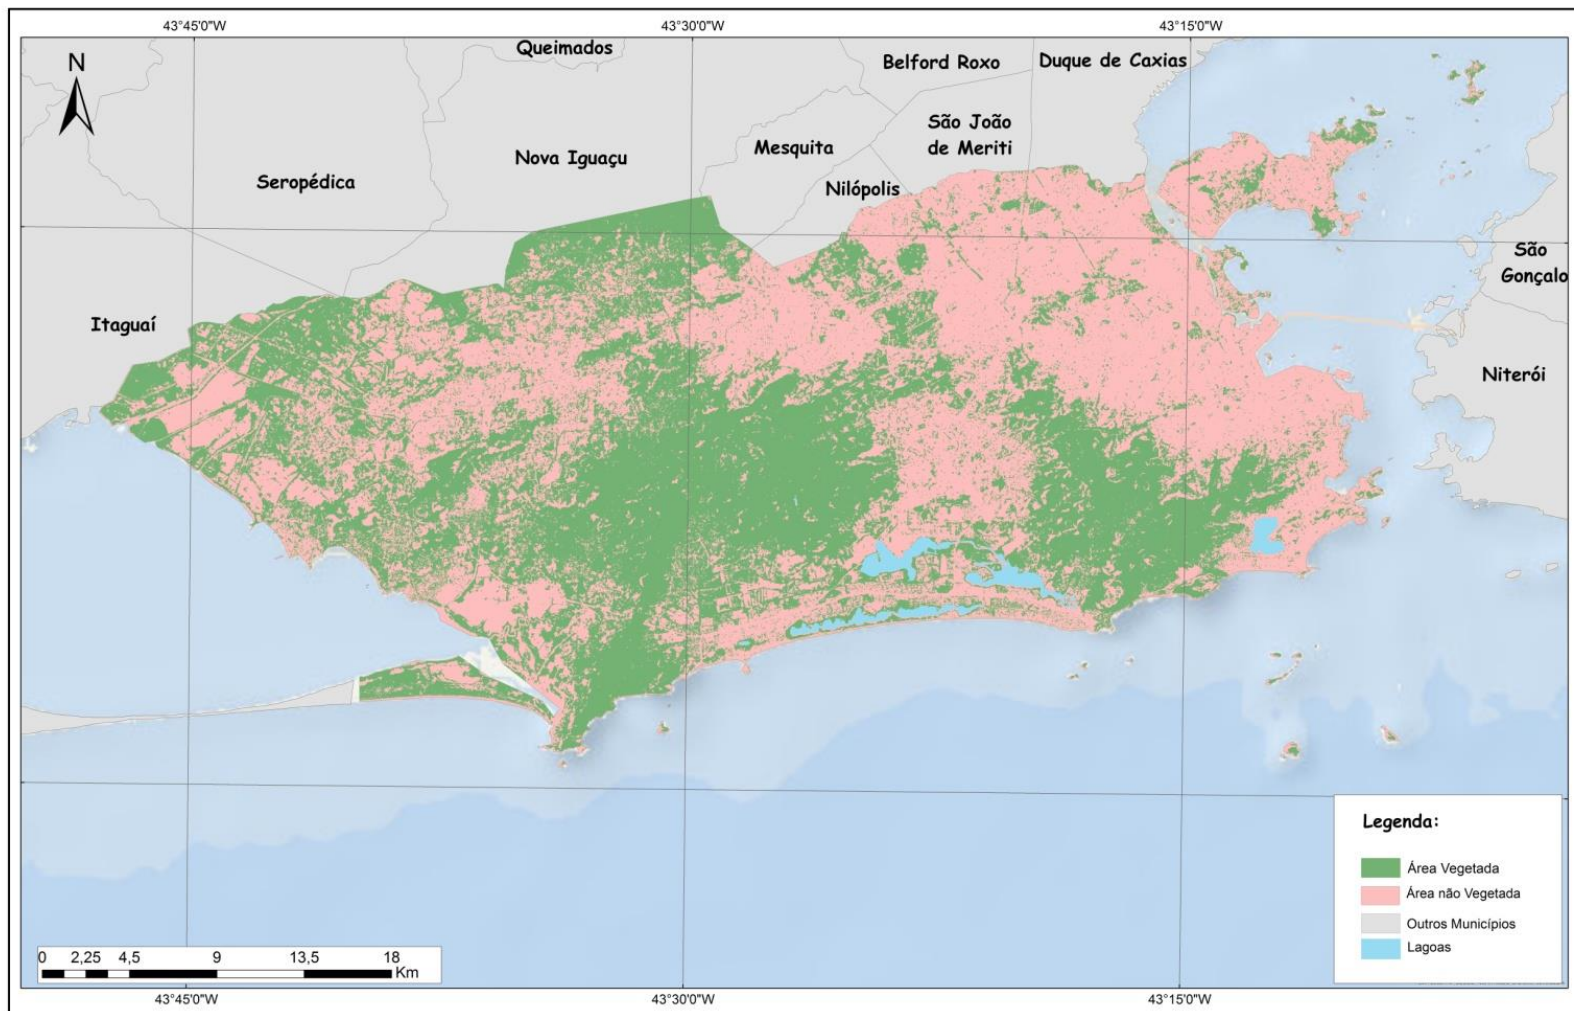 43°45'0"W
43°30'0"W
43°15'0"W
N
Queimados
Belford Roxo
Duque de Caxias
São João
de Meriti
Mesquita
Nova Iguaçu
Seropédica
Nilópolis
São
Gonçalo
Itaguaí
Niterói
Legenda:
Área Vegetada
Área não Vegetada
Outros Municípios
Lagoas
0 2,25 4,5 9 13,5 18
Km
43°45'0"W
43°30'0"W
43°15'0"W